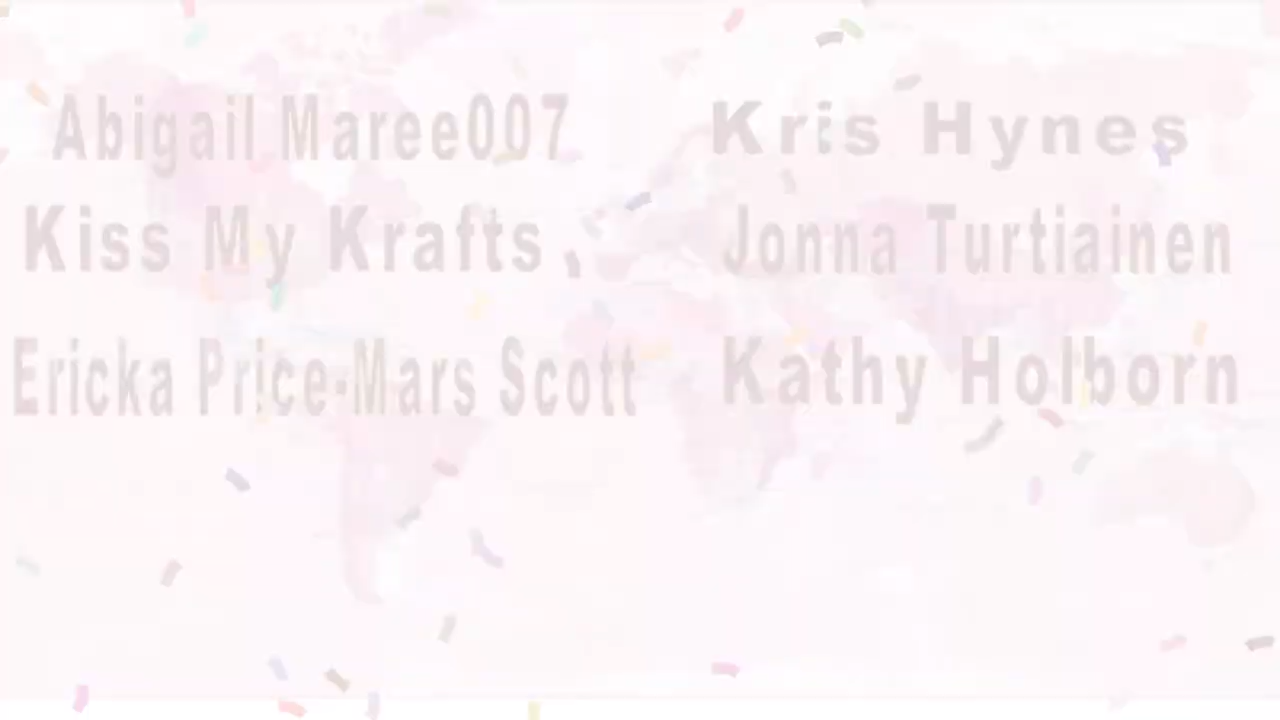 Abigail Maree007
Kris Hynes
Kiss My Krafts
Jonna Turtiainen
Ericka Price-Mars Scott
Kathy Holborn